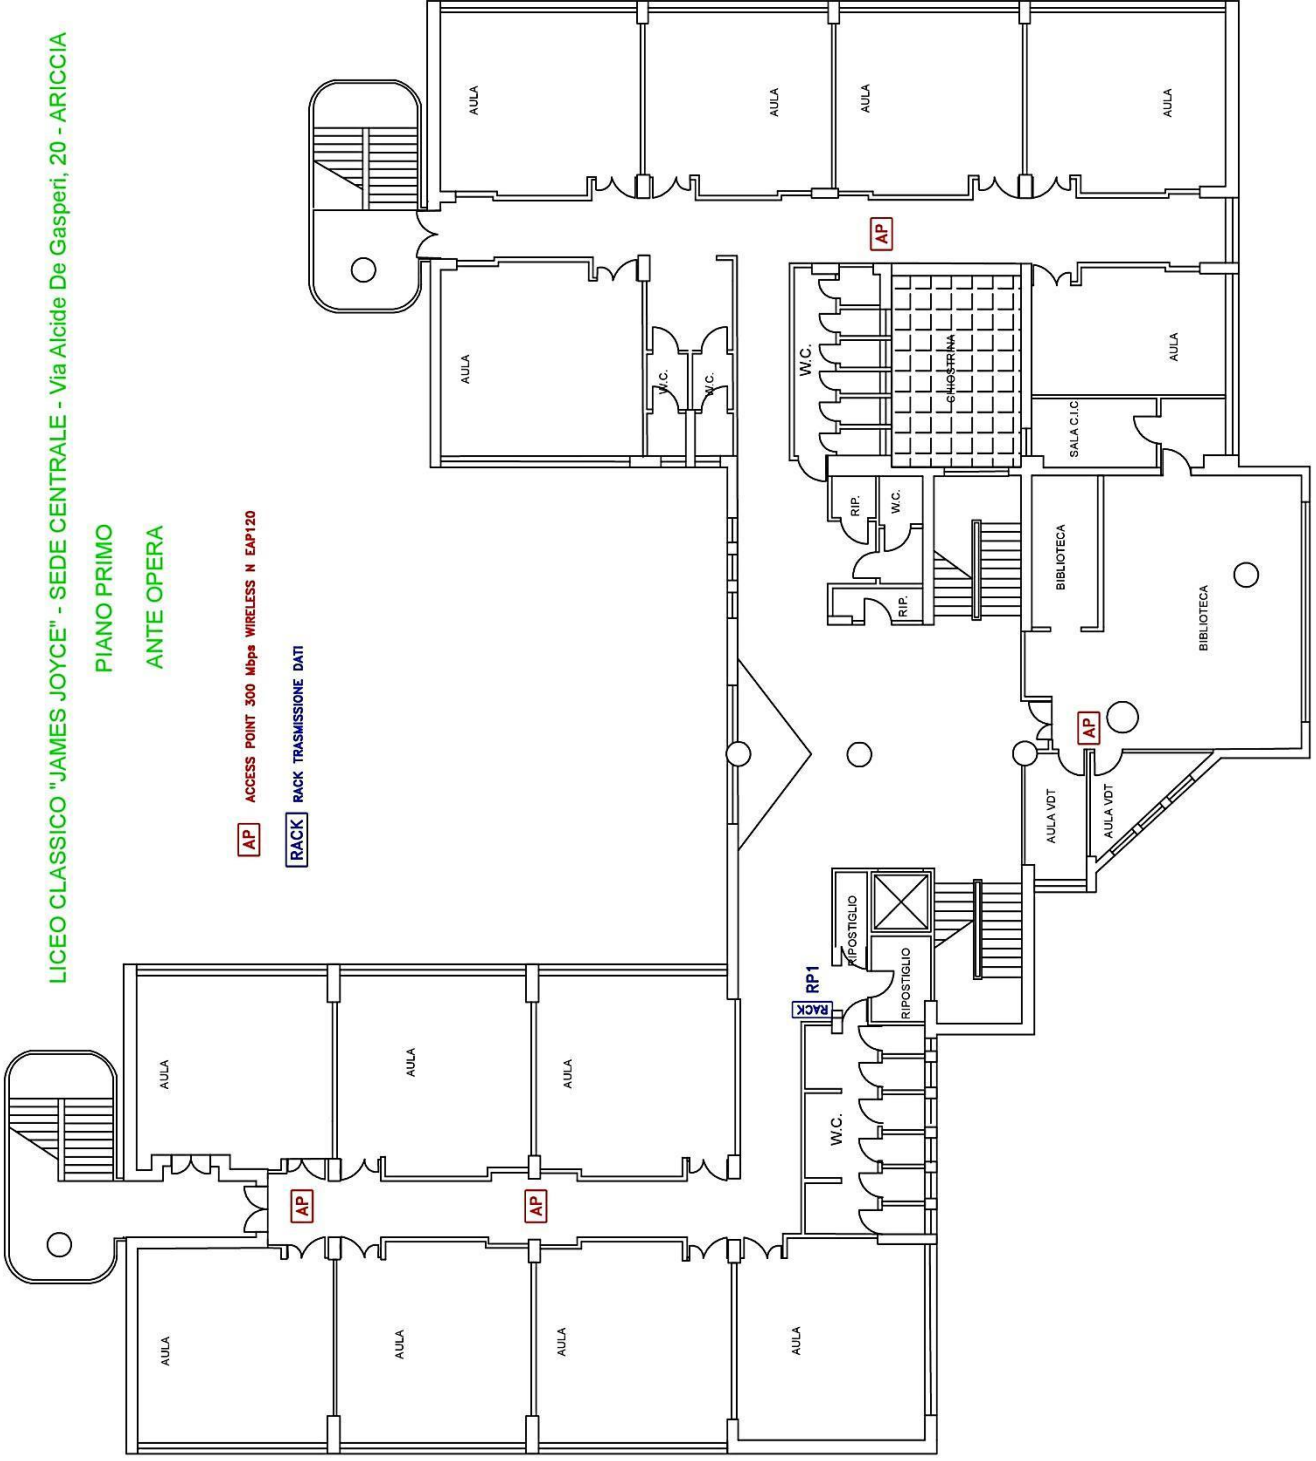 LICEO CLASSICO "JAMES JOYCE" - SEDE CENTRALE - Via Alcide De Gasperi, 20 - ARICCIA
PIANO PRIMO
ANTE OPERA
AULA
AULA
AP ACCESS POINT 300 Mbps WIRELESS N EAP120
RACK RACK TRASMISSIONE DATI
AP
AULA
AULA
AULA
AULA
AP
AULA
AULA
W.C.
W.C.
AULA
AULA
W.C.
RACK RP1
W.C.
RIPOSTIGLIO
RIP.
AULA
AP
W.C.
RIP.
RIPOSTIGLIO
CHIOSTRINA
AULA VDT
BIBLIOTECA
SALA C.I.C
AP
AULA VDT
AULA
AULA
BIBLIOTECA